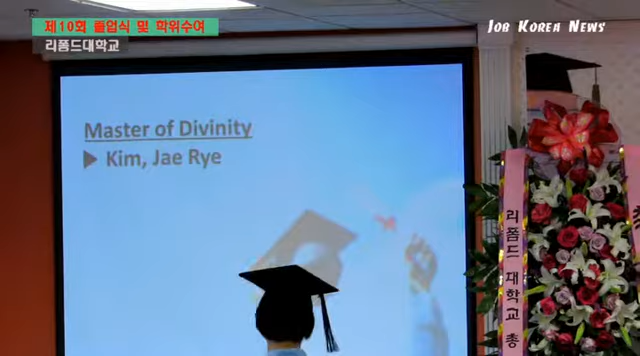 제10회 졸업식 및 학위수여
리폼드대학교
Job Korea News
Master of Divinity
Kim, Jae Rye
리폼드 대학교 총